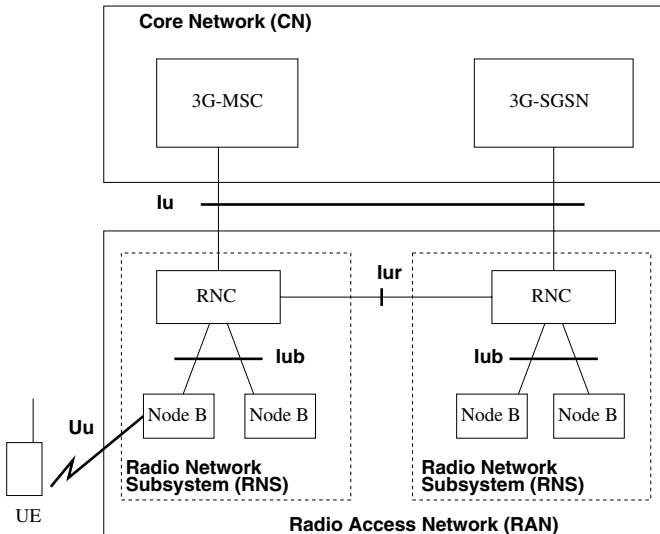 Core Network (CN)
3G-MSC
3G-SGSN
Iu
RNC
Iur
RNC
Iub
Iub
Node B
Node B
Node B
Node B
Uu
Radio Network
Subsystem (RNS)
Radio Network
Subsystem (RNS)
UE
Radio Access Network (RAN)